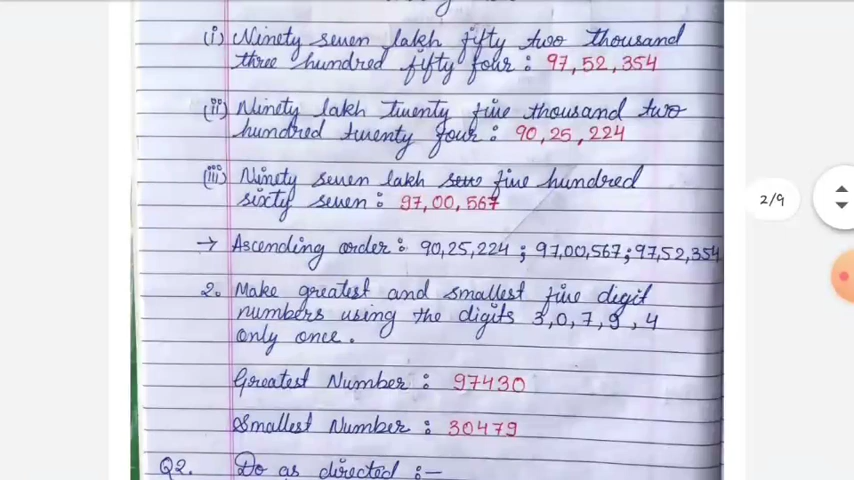 (i) Ninety seven lakh fifty two thousand
three hundred fifty four : 97,52,354
(ii) Ninety lakh twenty five thousand two
hundred twenty four : 90,25,224
(iii) Ninety seven lakh five hundred
sixty seven : 97,00,567
→ Ascending order : 90,25,224 ; 97,00,567 ; 97,52,354
2. Make greatest and smallest five digit
numbers using the digits 3,0,7,9,4
only once.
Greatest Number : 97430
Smallest Number : 30479
Q2. Do as directed :-
2/9